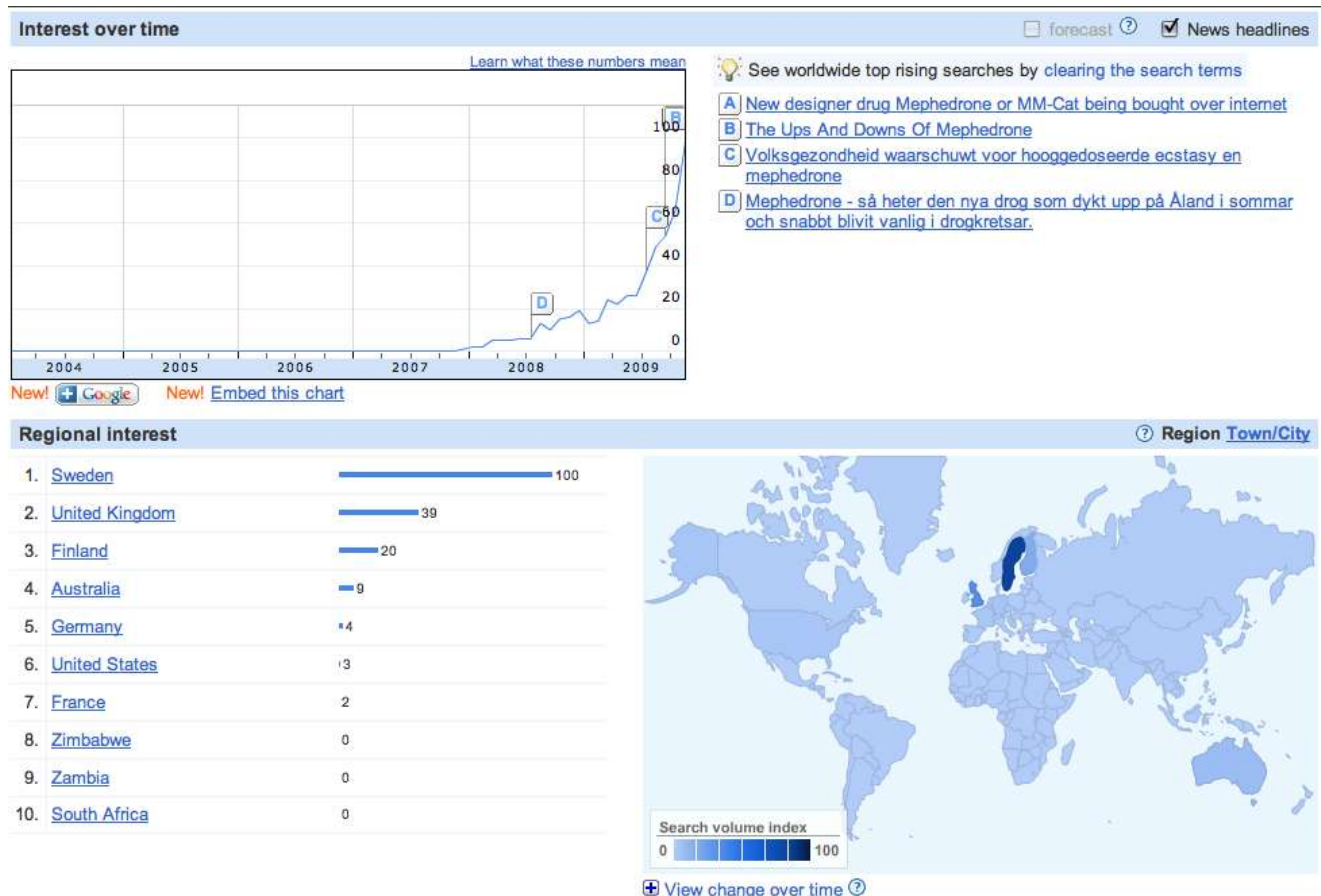 Interest over time
forecast ? News headlines
Learn what these numbers mean
See worldwide top rising searches by clearing the search terms
A New designer drug Mephedrone or MM-Cat being bought over internet
B The Ups And Downs Of Mephedrone
C Volksgezondheid waarschuwt voor hooggedoseerde ecstasy en
mephedrone
D Mephedrone - så heter den nya drog som dykt upp på Åland i sommar
och snabbt blivit vanlig i drogkretsar.
B
100
80
C
60
40
D
20
0
2004 2005 2006 2007 2008 2009
New! + Google New! Embed this chart
Regional interest
? Region Town/City
1. Sweden 100
2. United Kingdom 39
3. Finland 20
4. Australia 9
5. Germany 4
6. United States 3
7. France 2
8. Zimbabwe 0
9. Zambia 0
10. South Africa 0
Search volume index
0 100
+ View change over time ?